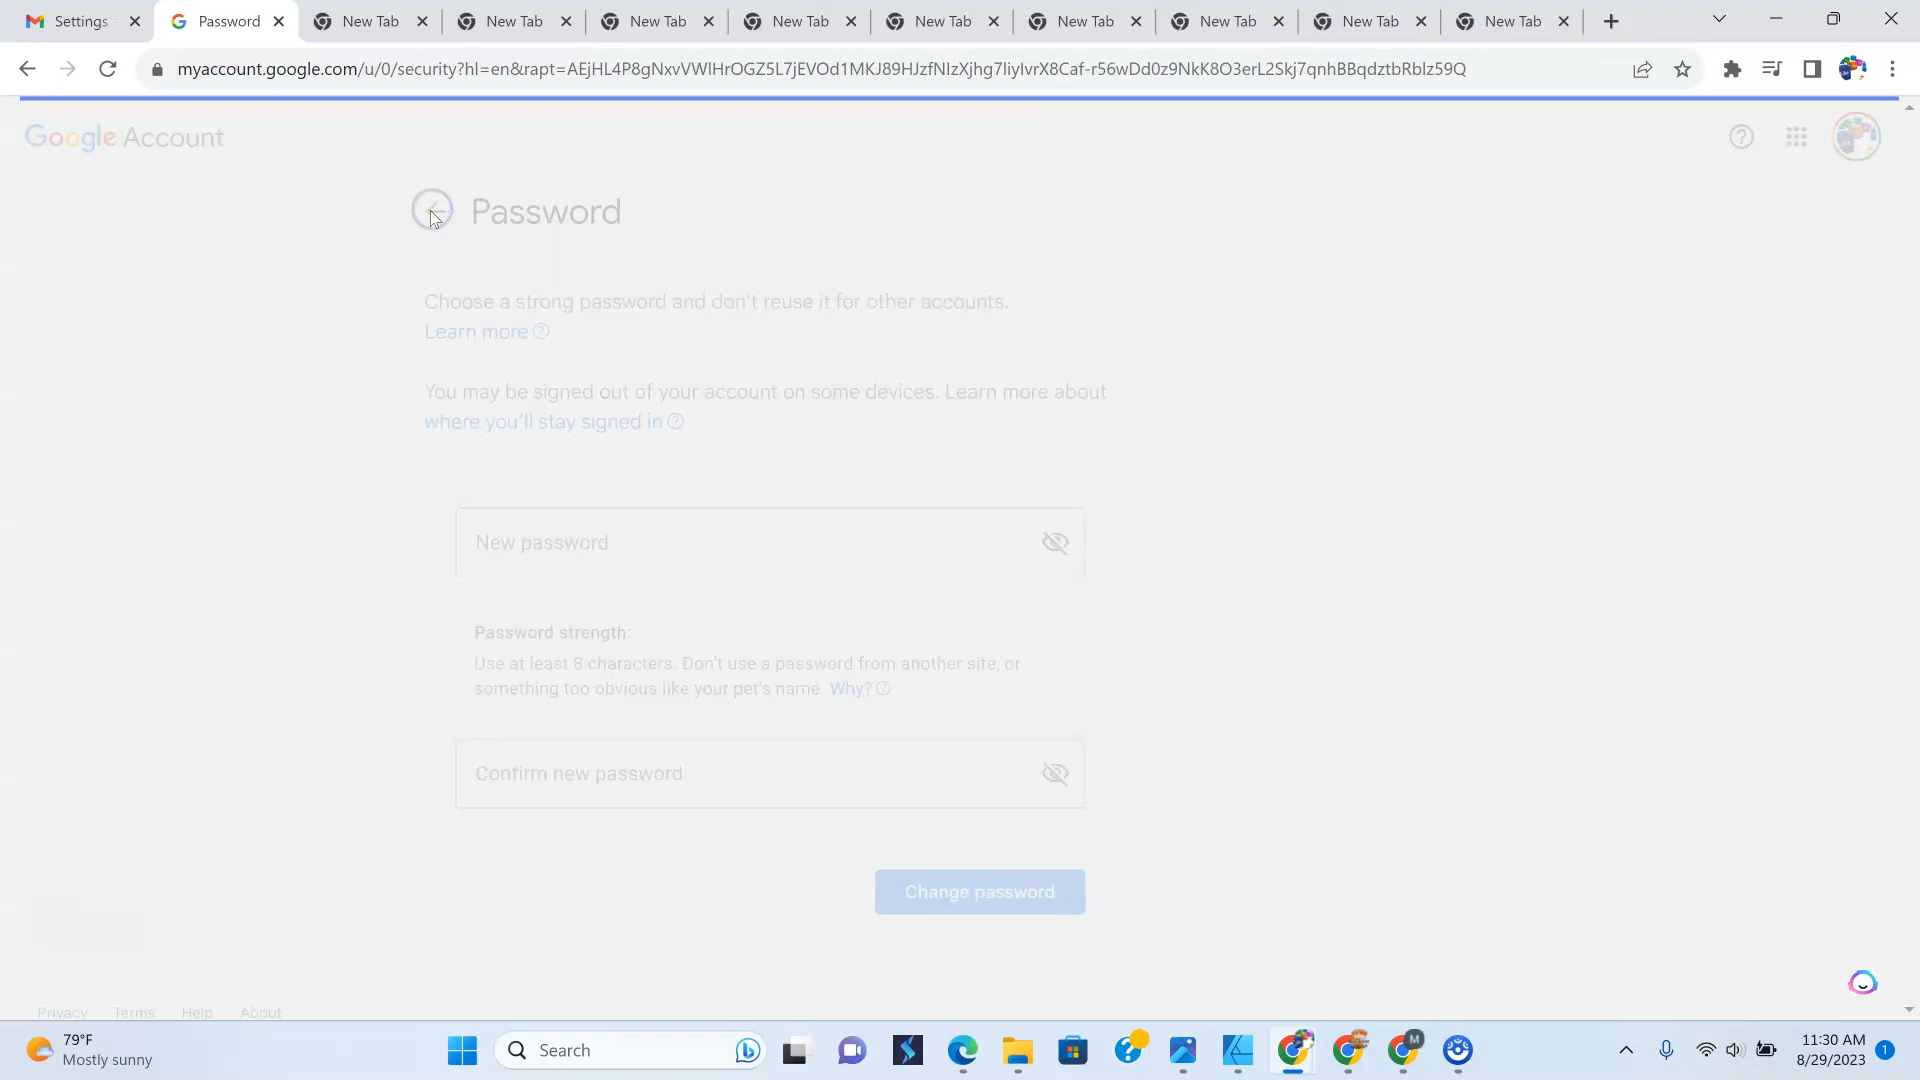 Settings
Password
New Tab
New Tab
New Tab
New Tab
New Tab
New Tab
New Tab
New Tab
New Tab
myaccount.google.com/u/0/security?hl=en&rapt=AEjHL4P8gNxvVWlHrOGZ5L7jEVOd1MKJ89HJzfNIzXjhg7IiyIvrX8Caf-r56wDd0z9NkK8O3erL2Skj7qnhBBqdztbRblz59Q
Google Account
Password
Choose a strong password and don't reuse it for other accounts.
Learn more
You may be signed out of your account on some devices. Learn more about
where you'll stay signed in
New password
Password strength:
Use at least 8 characters. Don't use a password from another site, or
something too obvious like your pet's name. Why?
Confirm new password
Change password
Privacy Terms Help About
79°F
Mostly sunny
Search
M
11:30 AM
8/29/2023
1